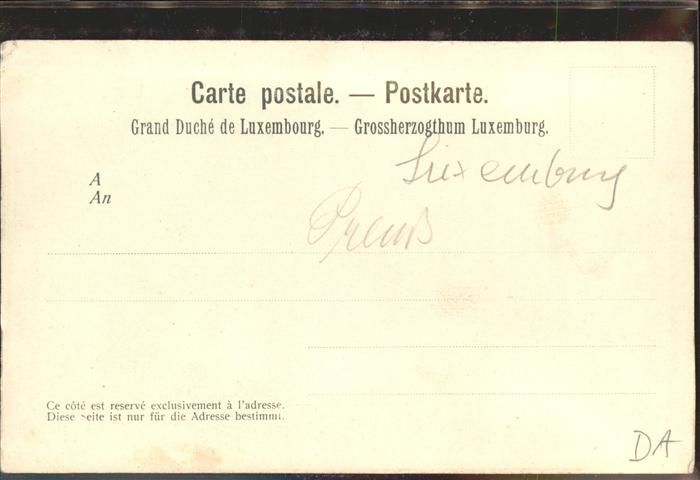 Carte postale. — Postkarte.
Grand Duché de Luxembourg. — Grossherzogthum Luxemburg.
Luxemburg
A
An
Preuß
Ce côté est reservé exclusivement à l'adresse.
Diese Seite ist nur für die Adresse bestimmt.
DA